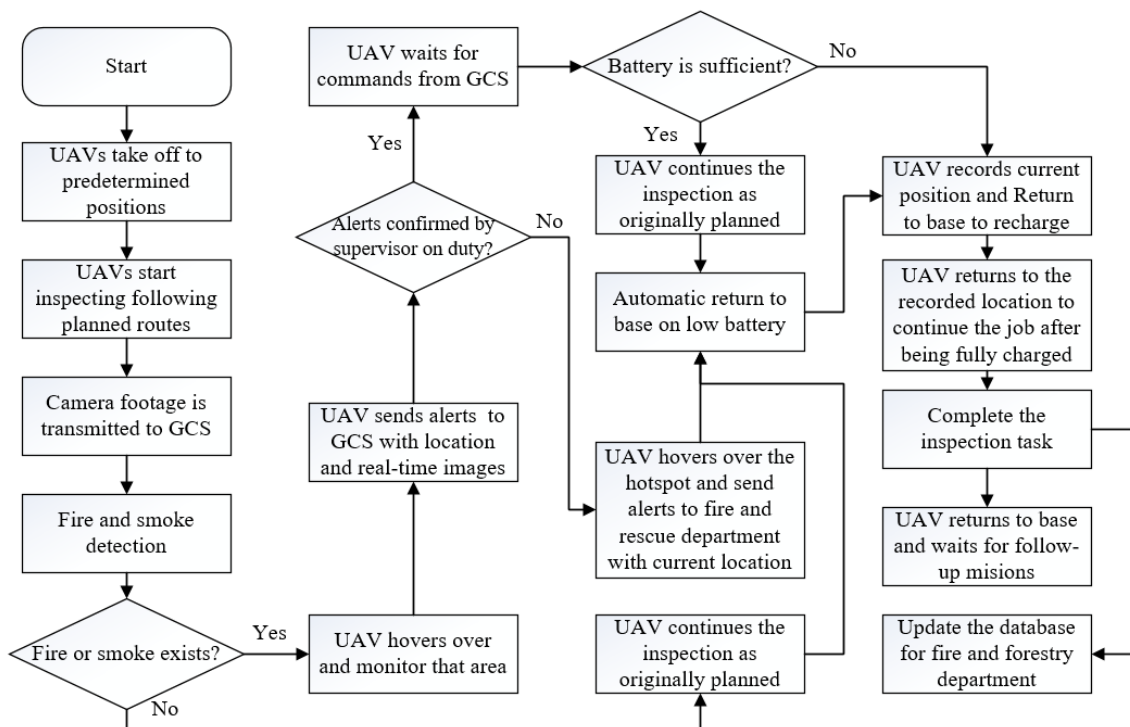 Start
UAVs take off to
predetermined
positions
UAVs start
inspecting following
planned routes
Camera footage is
transmitted to GCS
Fire and smoke
detection
Fire or smoke exists?
Yes
No
UAV hovers over
and monitor that area
UAV sends alerts to
GCS with location
and real-time images
Alerts confirmed by
supervisor on duty?
Yes
No
UAV waits for
commands from GCS
Battery is sufficient?
Yes
No
UAV continues the
inspection as
originally planned
Automatic return to
base on low battery
UAV hovers over the
hotspot and send
alerts to fire and
rescue department
with current location
UAV continues the
inspection as
originally planned
UAV records current
position and Return
to base to recharge
UAV returns to the
recorded location to
continue the job after
being fully charged
Complete the
inspection task
UAV returns to base
and waits for follow-
up misions
Update the database
for fire and forestry
department